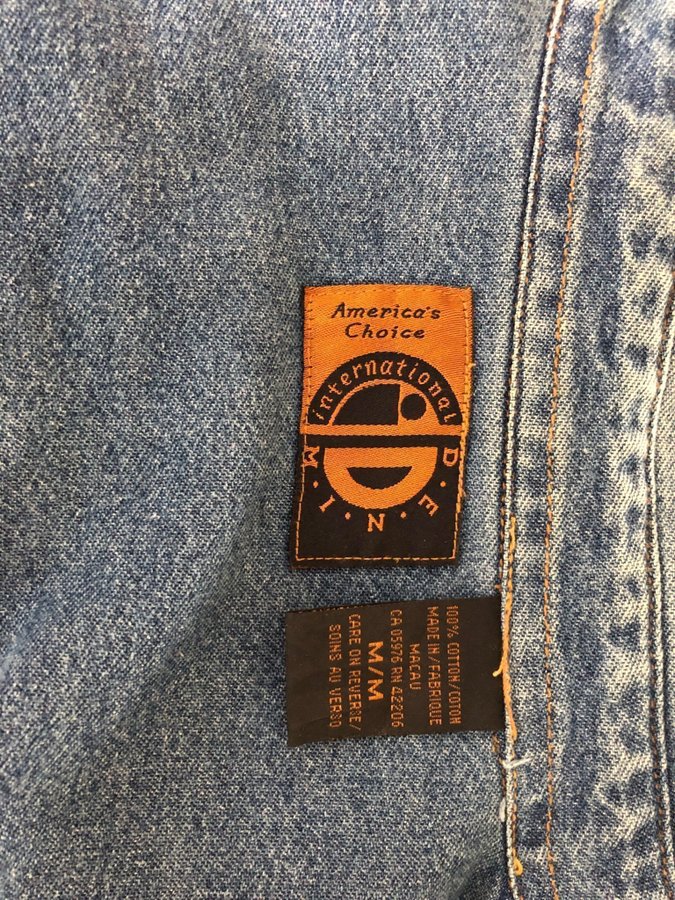 America's
Choice
international
D·E·N·I·M
100% COTTON/COTON
MADE IN/FABRIQUE
MACAU
CA 05976 RN 42206
M/M
CARE ON REVERSE/
SOINS AU VERSO